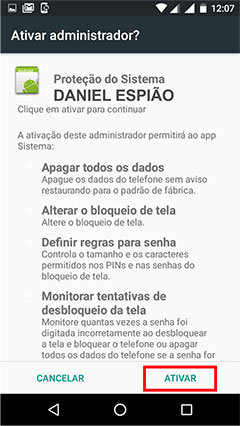 12:07
Ativar administrador?
Proteção do Sistema
DANIEL ESPIÃO
Clique em ativar para continuar
A ativação deste administrador permitirá ao app
Sistema:
Apagar todos os dados
Apague os dados do telefone sem aviso
restaurando para o padrão de fábrica.
Alterar o bloqueio de tela
Altere o bloqueio de tela.
Definir regras para senha
Controla o tamanho e os caracteres
permitidos nos PINs e nas senhas do
bloqueio de tela.
Monitorar tentativas de
desbloqueio da tela
Monitore quantas vezes a senha foi
digitada incorretamente ao desbloquear
a tela e bloquear o telefone ou apagar
todos os dados do telefone se a senha for
CANCELAR
ATIVAR